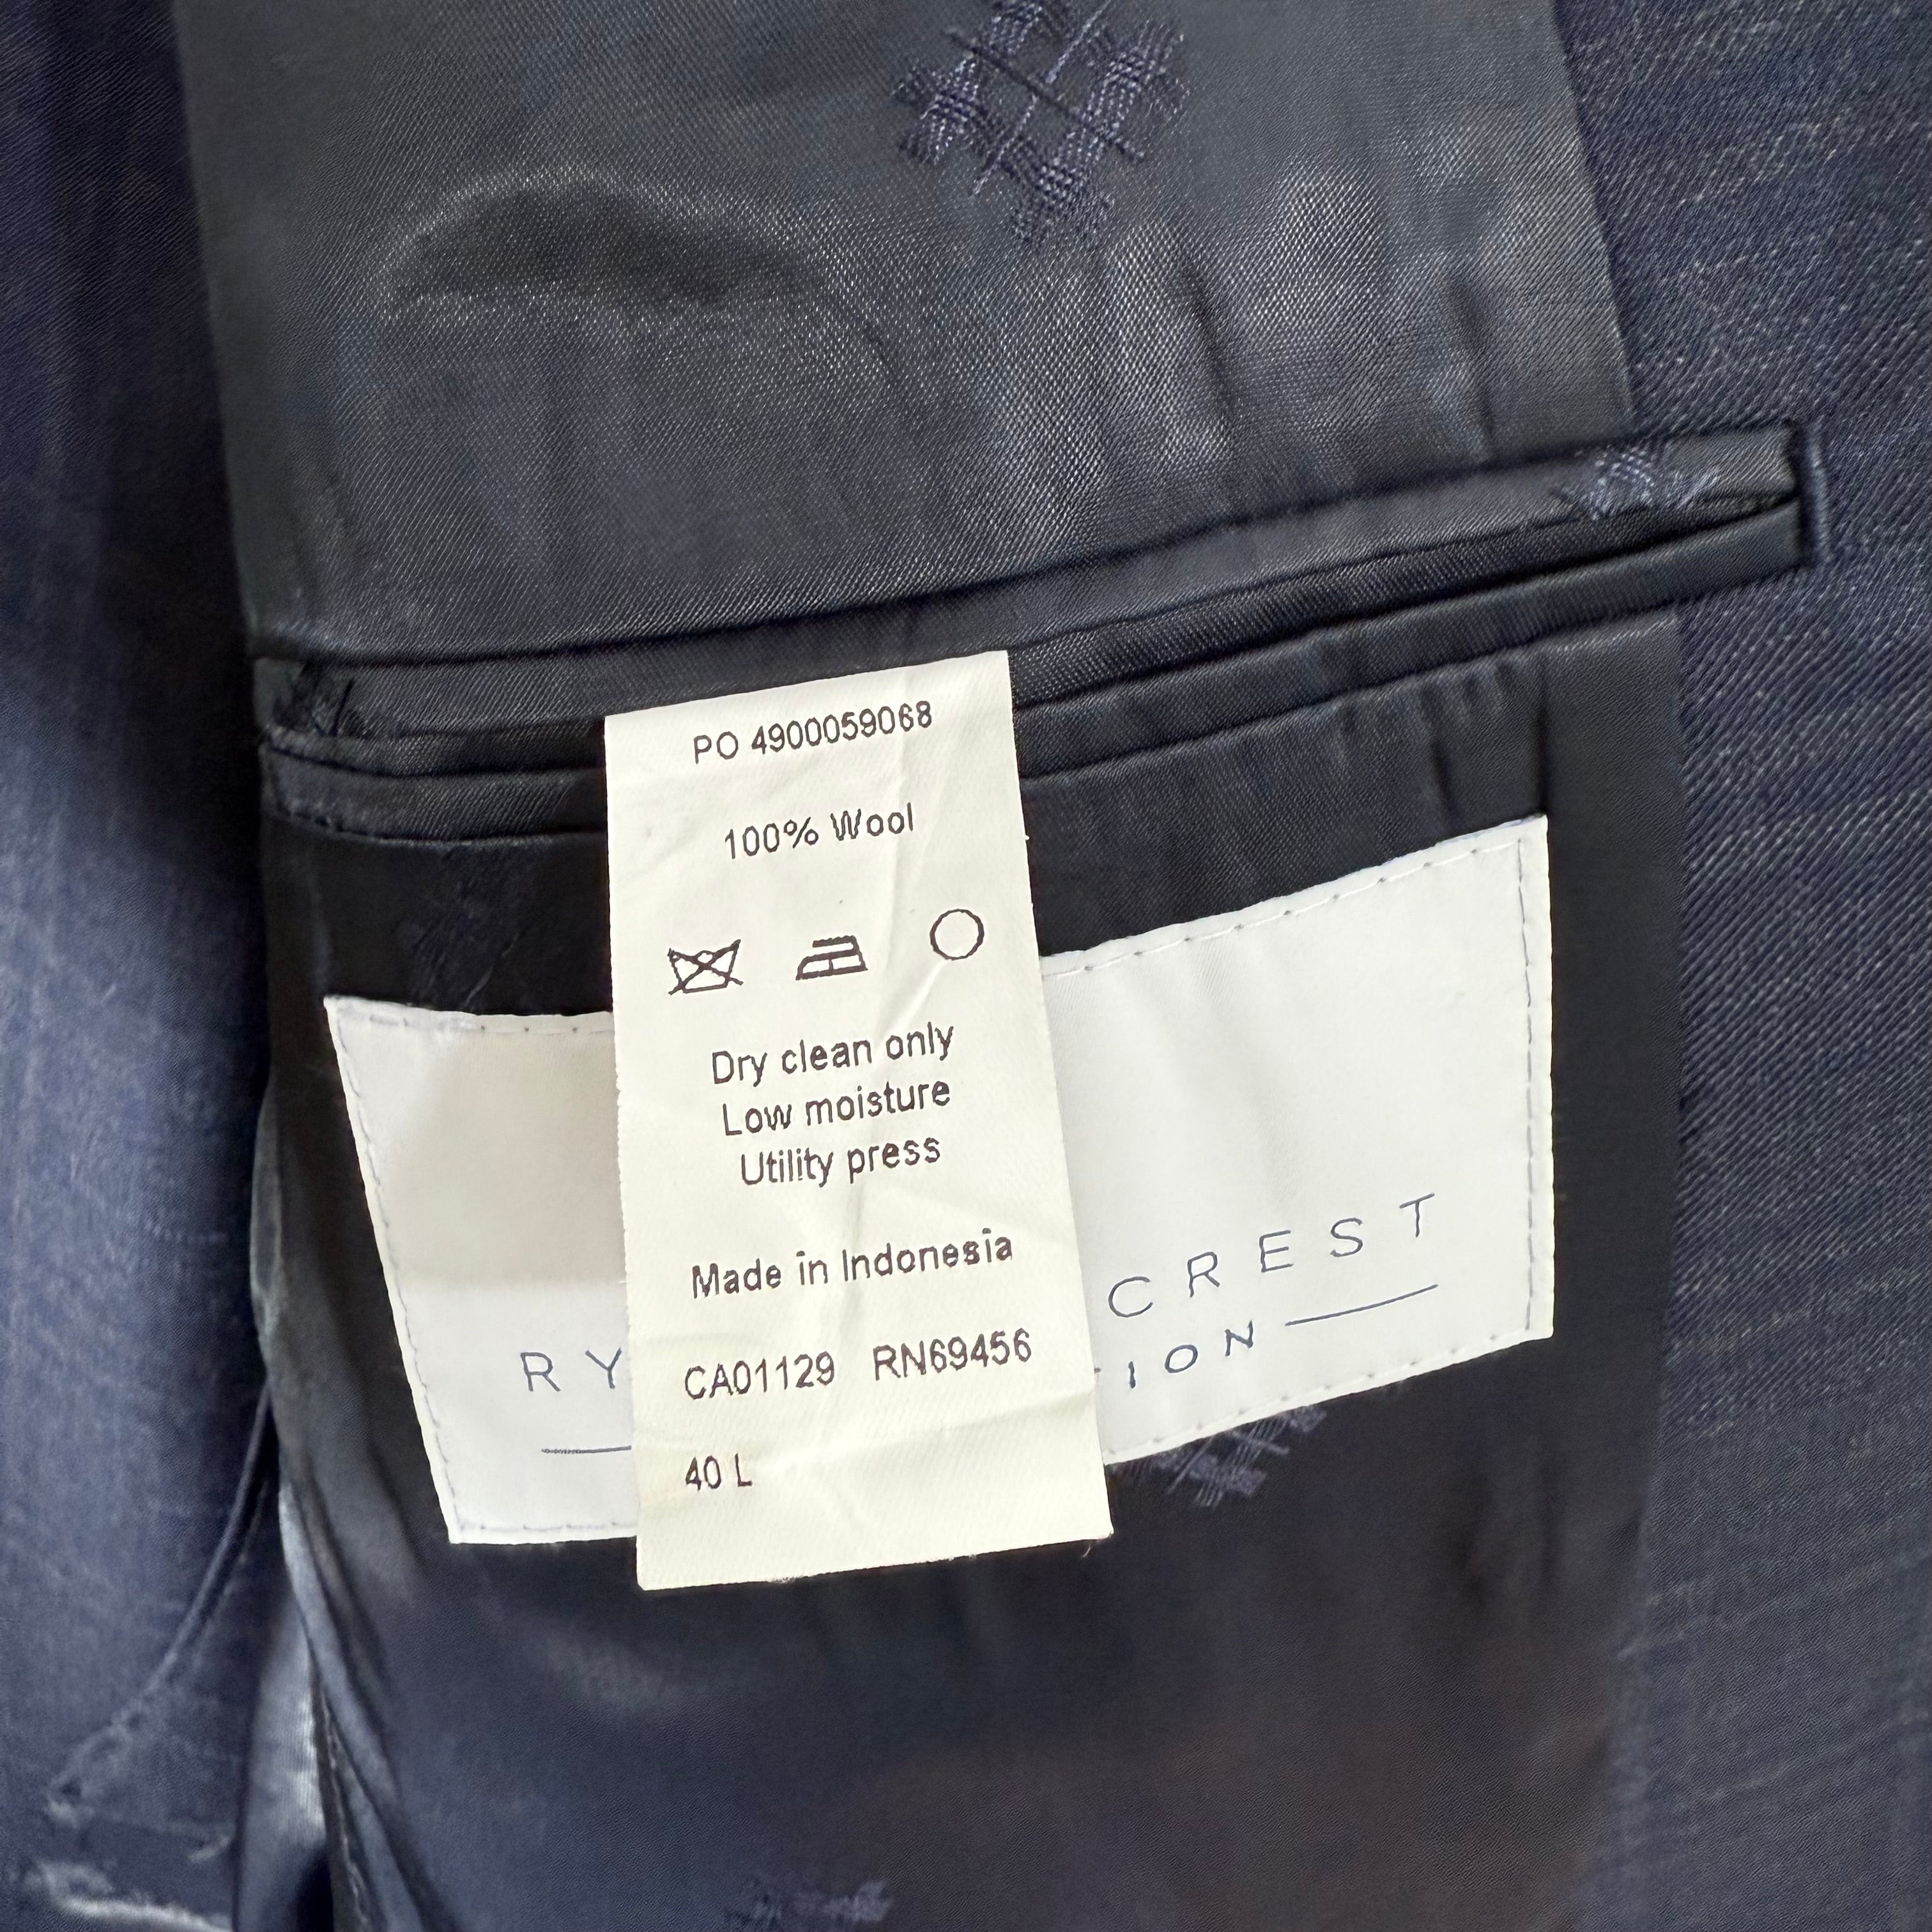 PO 4900059068
100% Wool
Dry clean only
Low moisture
Utility press
Made in Indonesia
CA01129 RN69456
40 L
RY CREST
ION